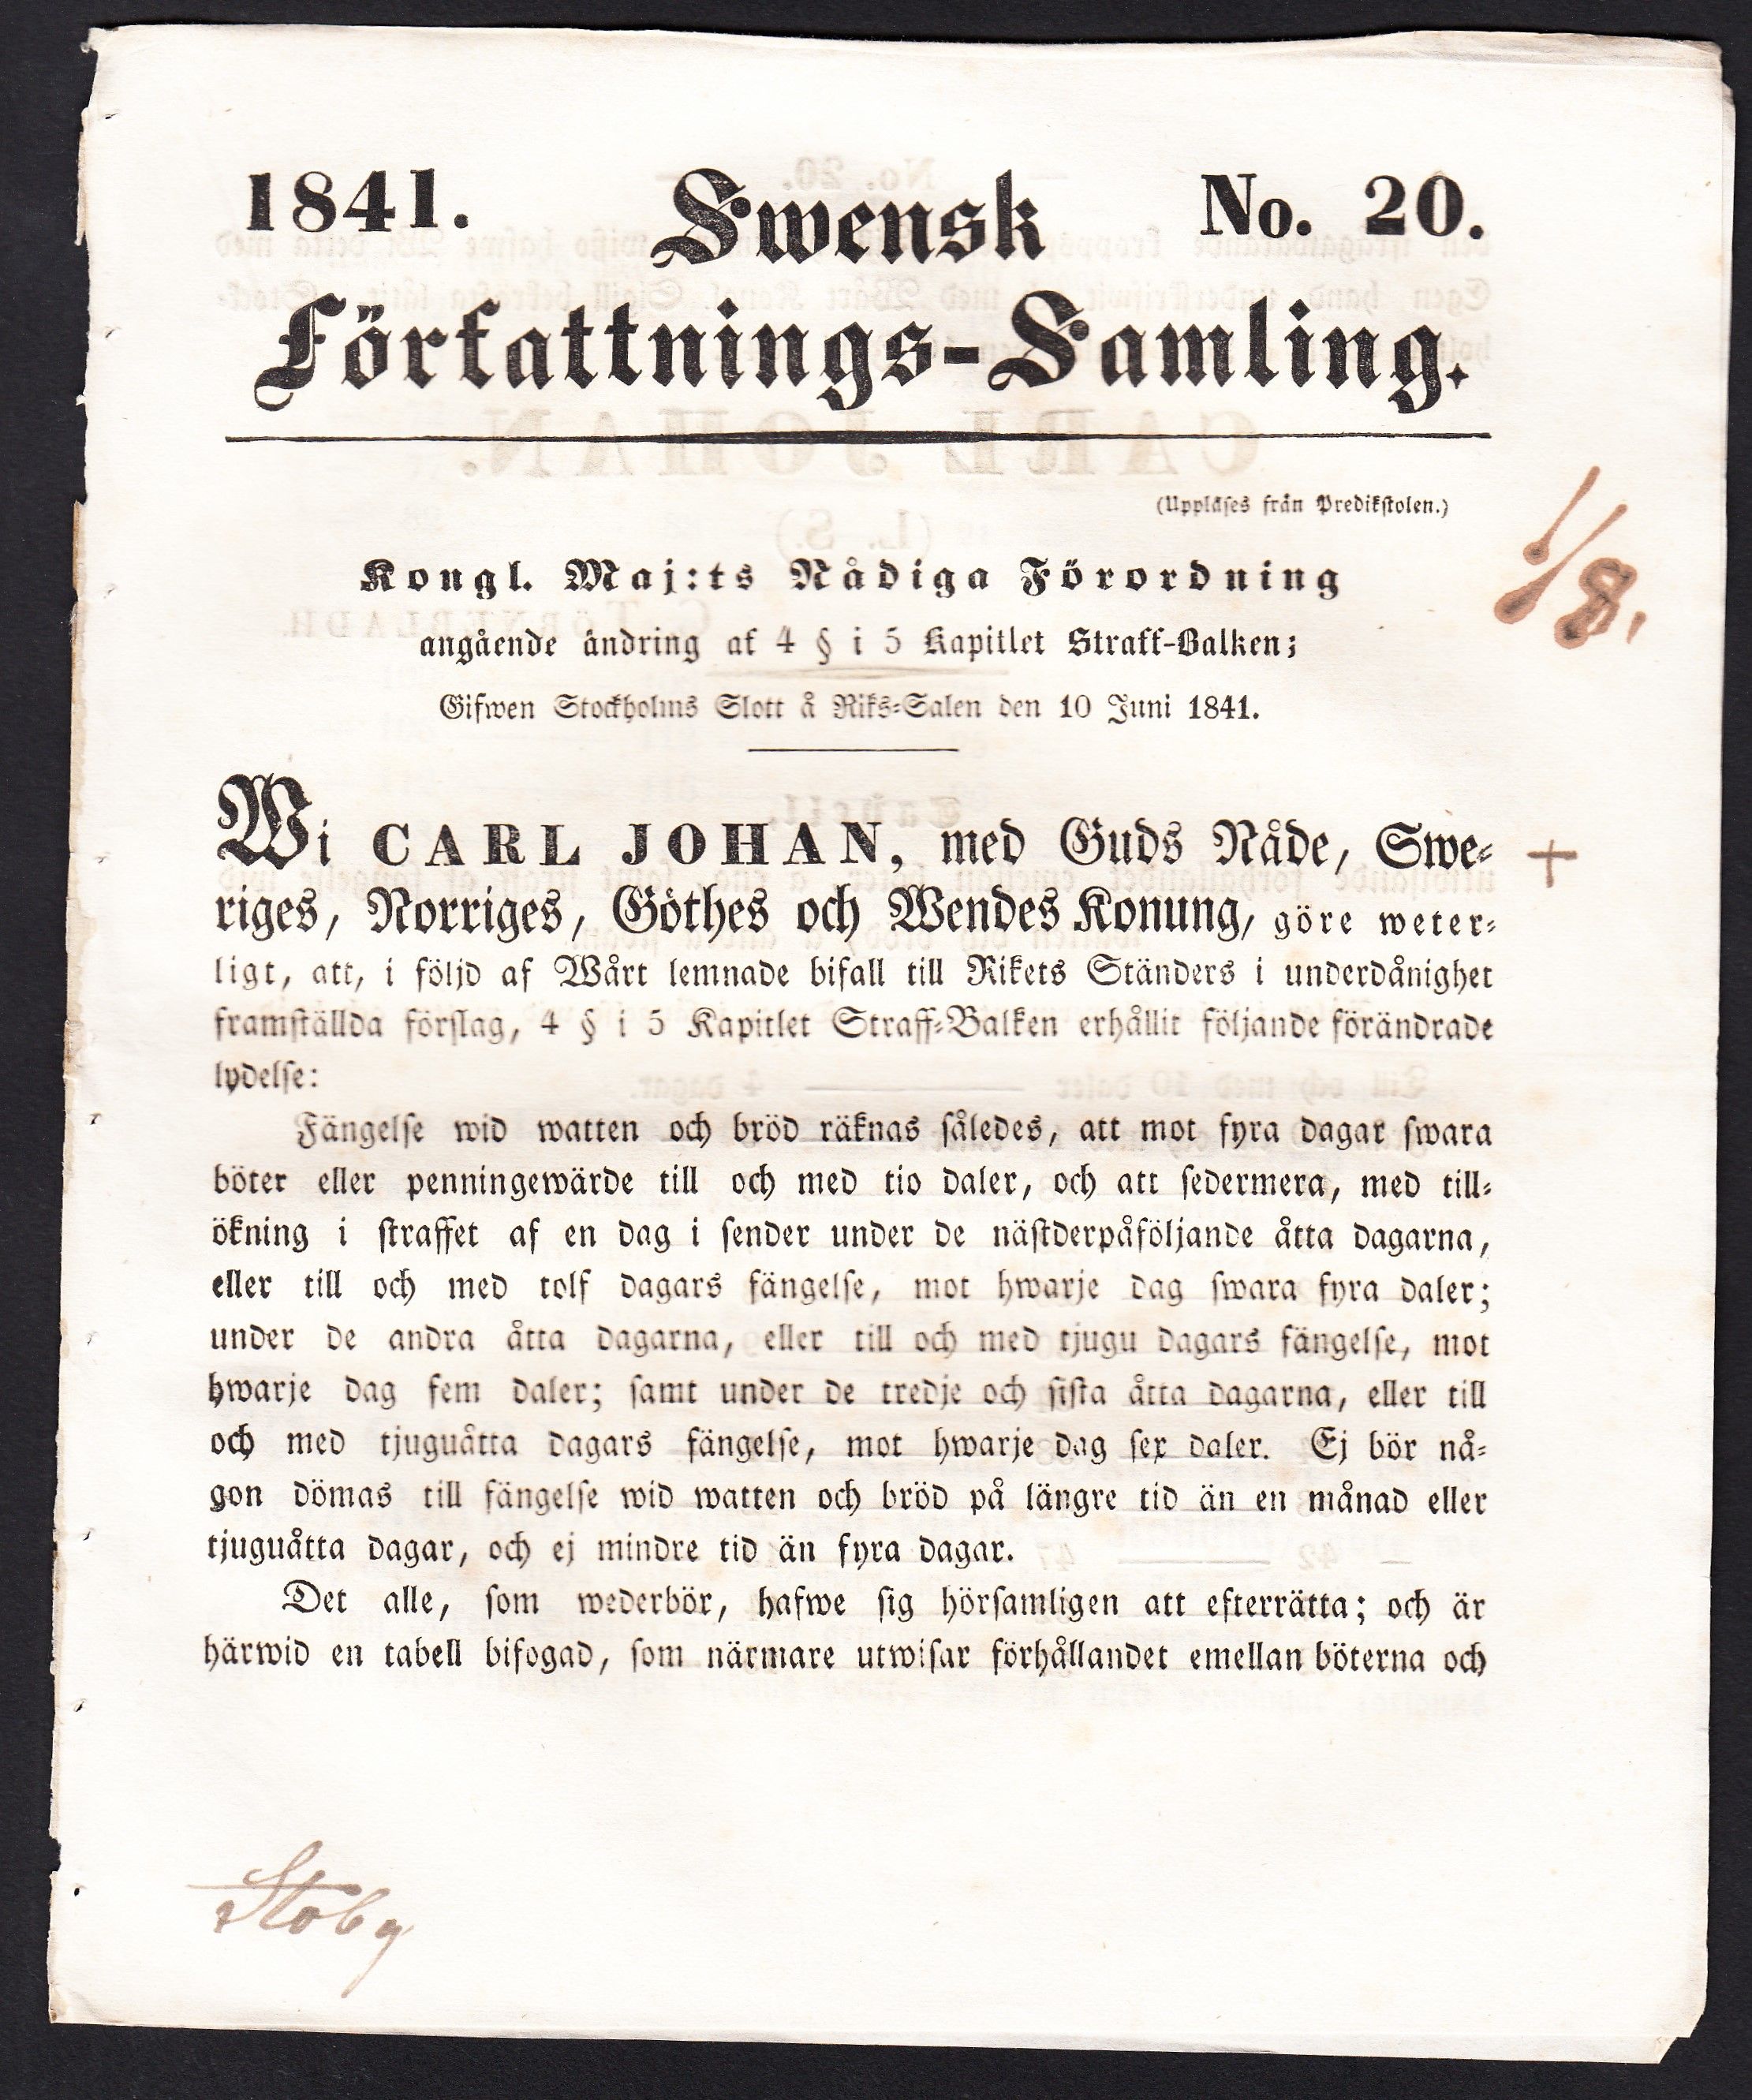 1841. Swensk No. 20.
Författnings-Samling.
(Uppläses från Predikstolen.)
1/8.
Kongl. Maj:ts Nådiga Förordning
angående ändring af 4 § i 5 Kapitlet Straff-Balken;
Gifwen Stockholms Slott å Riks-Salen den 10 Juni 1841.
Wi CARL JOHAN, med Guds Nåde, Swe- +
riges, Norriges, Göthes och Wendes Konung, göre weter-
ligt, att, i följd af Wårt lemnade bifall till Rikets Ständers i underdånighet
framställda förslag, 4 § i 5 Kapitlet Straff-Balken erhållit följande förändrade
lydelse:
Fängelse wid watten och bröd räknas således, att mot fyra dagar swara
böter eller penningewärde till och med tio daler, och att sedermera, med till-
ökning i straffet af en dag i sender under de nästderpåföljande åtta dagarna,
eller till och med tolf dagars fängelse, mot hwarje dag swara fyra daler;
under de andra åtta dagarna, eller till och med tjugu dagars fängelse, mot
hwarje dag fem daler; samt under de tredje och sista åtta dagarna, eller till
och med tjuguåtta dagars fängelse, mot hwarje dag sex daler. Ej bör nå-
gon dömas till fängelse wid watten och bröd på längre tid än en månad eller
tjuguåtta dagar, och ej mindre tid än fyra dagar.
Det alle, som wederbör, hafwe sig hörsamligen att efterrätta; och är
härwid en tabell bifogad, som närmare utwisar förhållandet emellan böterna och
Stoby